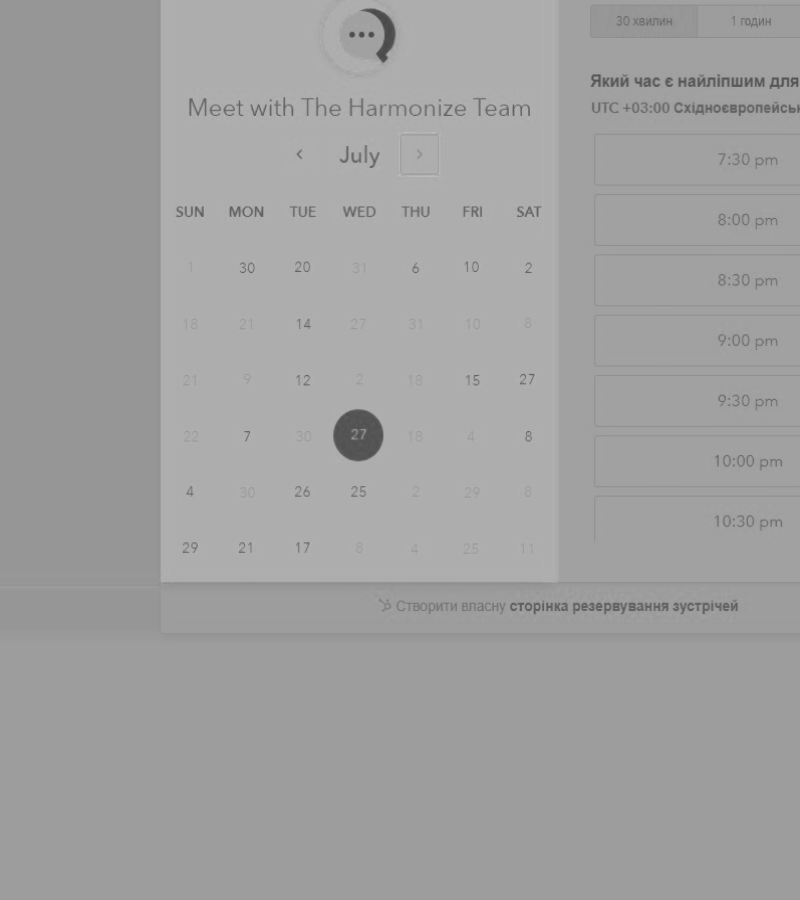 30 хвилин 1 годин
Який час є найліпшим для
UTC +03:00 Східноєвропейськ
Meet with The Harmonize Team
July
SUN MON TUE WED THU FRI SAT
1 30 20 31 6 10 2
18 21 14 27 31 10 8
21 9 12 2 18 15 27
22 7 30 27 18 4 8
4 30 26 25 2 29 8
29 21 17 8 4 25 11
7:30 pm
8:00 pm
8:30 pm
9:00 pm
9:30 pm
10:00 pm
10:30 pm
Створити власну сторінка резервування зустрічей